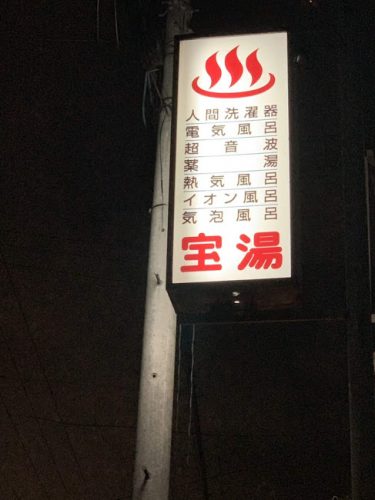 人間洗濯器
電気風呂
超音波
薬湯
熱気風呂
イオン風呂
気泡風呂
宝湯